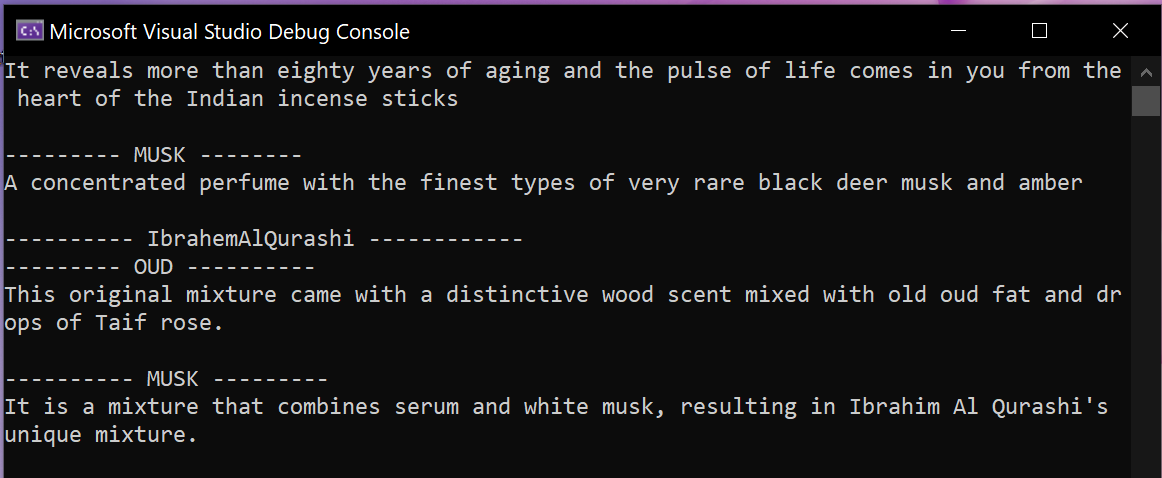 Microsoft Visual Studio Debug Console
It reveals more than eighty years of aging and the pulse of life comes in you from the
heart of the Indian incense sticks
--------- MUSK --------
A concentrated perfume with the finest types of very rare black deer musk and amber
---------- IbrahemAlQurashi ------------
--------- OUD ----------
This original mixture came with a distinctive wood scent mixed with old oud fat and dr
ops of Taif rose.
---------- MUSK ---------
It is a mixture that combines serum and white musk, resulting in Ibrahim Al Qurashi's
unique mixture.